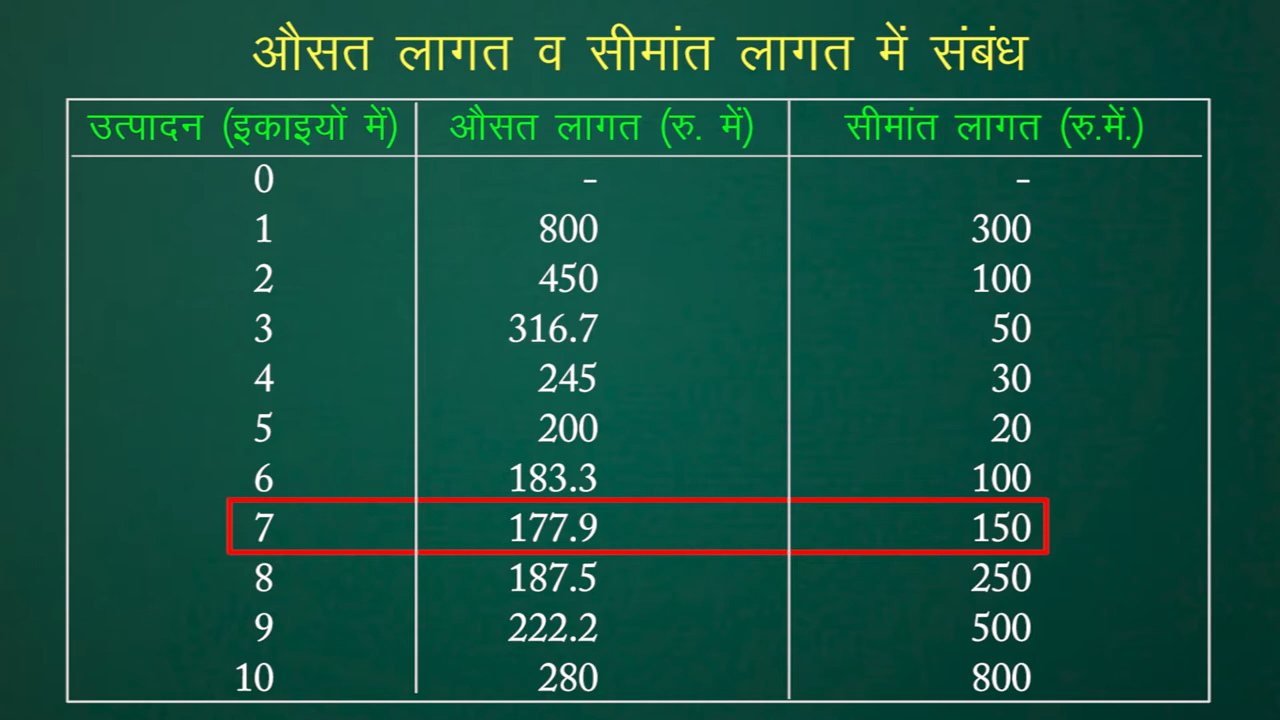 औसत लागत व सीमांत लागत में संबंध
उत्पादन (इकाइयों में) औसत लागत (रु. में) सीमांत लागत (रु.में.)
0 – –
1 800 300
2 450 100
3 316.7 50
4 245 30
5 200 20
6 183.3 100
7 177.9 150
8 187.5 250
9 222.2 500
10 280 800